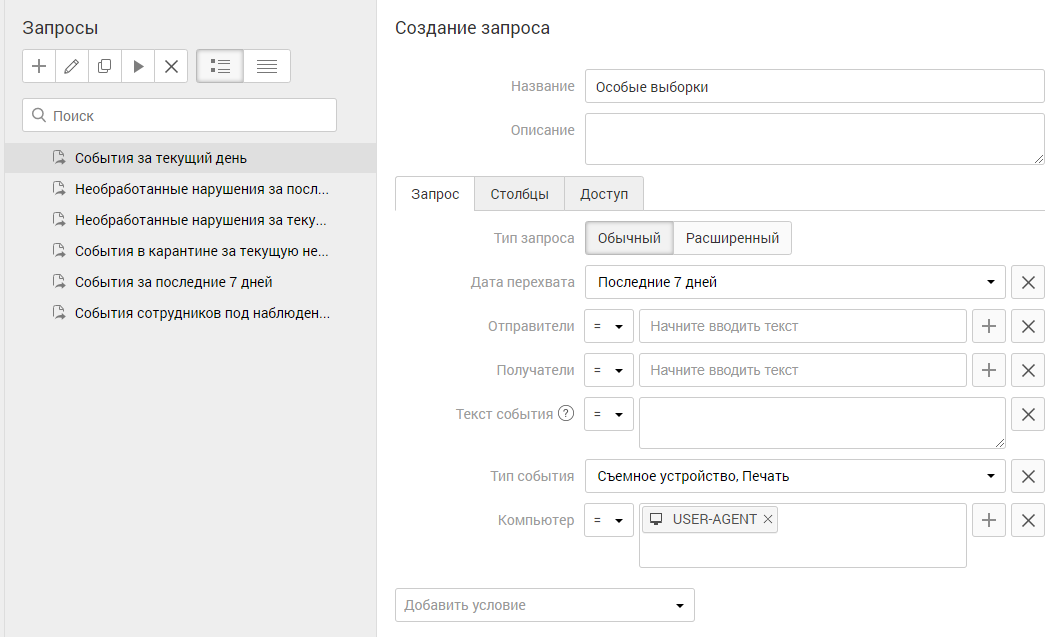 Запросы
Поиск
События за текущий день
Необработанные нарушения за посл...
Необработанные нарушения за теку...
События в карантине за текущую не...
События за последние 7 дней
События сотрудников под наблюден...
Создание запроса
Название Особые выборки
Описание
Запрос Столбцы Доступ
Тип запроса Обычный Расширенный
Дата перехвата Последние 7 дней
Отправители = Начните вводить текст
Получатели = Начните вводить текст
Текст события ? =
Тип события Съемное устройство, Печать
Компьютер = USER-AGENT
Добавить условие